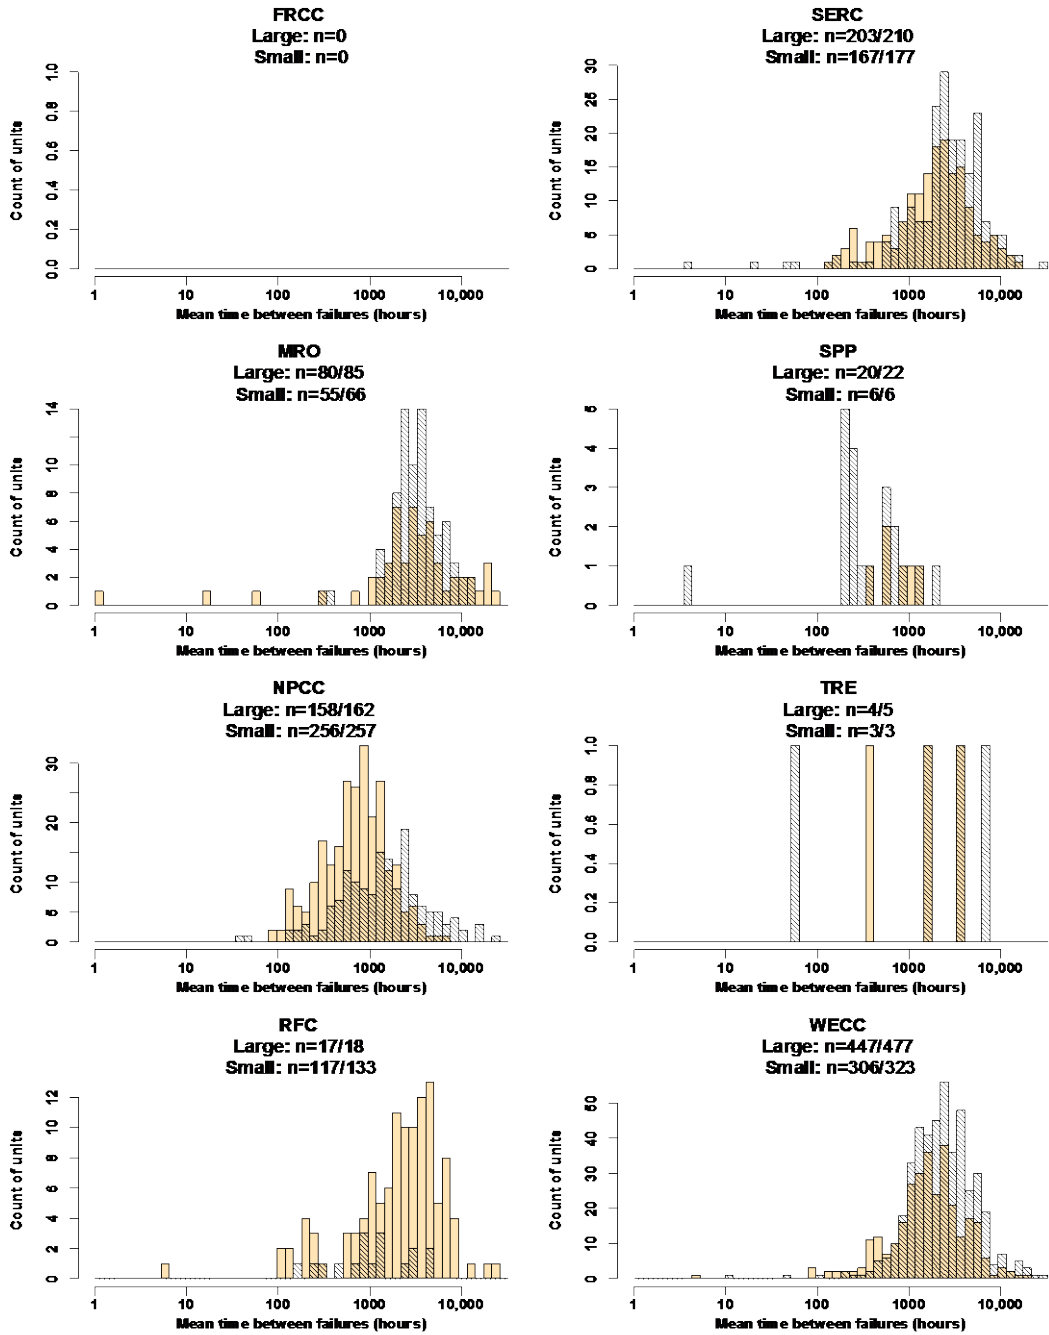 FRCC
Large: n=0
Small: n=0
Count of units
1.0
0.8
0.6
0.4
0.2
0.0
1 10 100 1000 10,000
Mean time between failures (hours)
SERC
Large: n=203/210
Small: n=167/177
Count of units
30
25
20
15
10
5
0
1 10 100 1000 10,000
Mean time between failures (hours)
MRO
Large: n=80/85
Small: n=55/66
Count of units
14
10
8
6
4
2
0
1 10 100 1000 10,000
Mean time between failures (hours)
SPP
Large: n=20/22
Small: n=6/6
Count of units
5
4
3
2
1
0
1 10 100 1000 10,000
Mean time between failures (hours)
NPCC
Large: n=158/162
Small: n=256/257
Count of units
30
20
10
5
0
1 10 100 1000 10,000
Mean time between failures (hours)
TRE
Large: n=4/5
Small: n=3/3
Count of units
1.0
0.8
0.6
0.4
0.2
0.0
1 10 100 1000 10,000
Mean time between failures (hours)
RFC
Large: n=17/18
Small: n=117/133
Count of units
12
10
8
6
4
2
0
1 10 100 1000 10,000
Mean time between failures (hours)
WECC
Large: n=447/477
Small: n=306/323
Count of units
50
40
30
20
10
0
1 10 100 1000 10,000
Mean time between failures (hours)